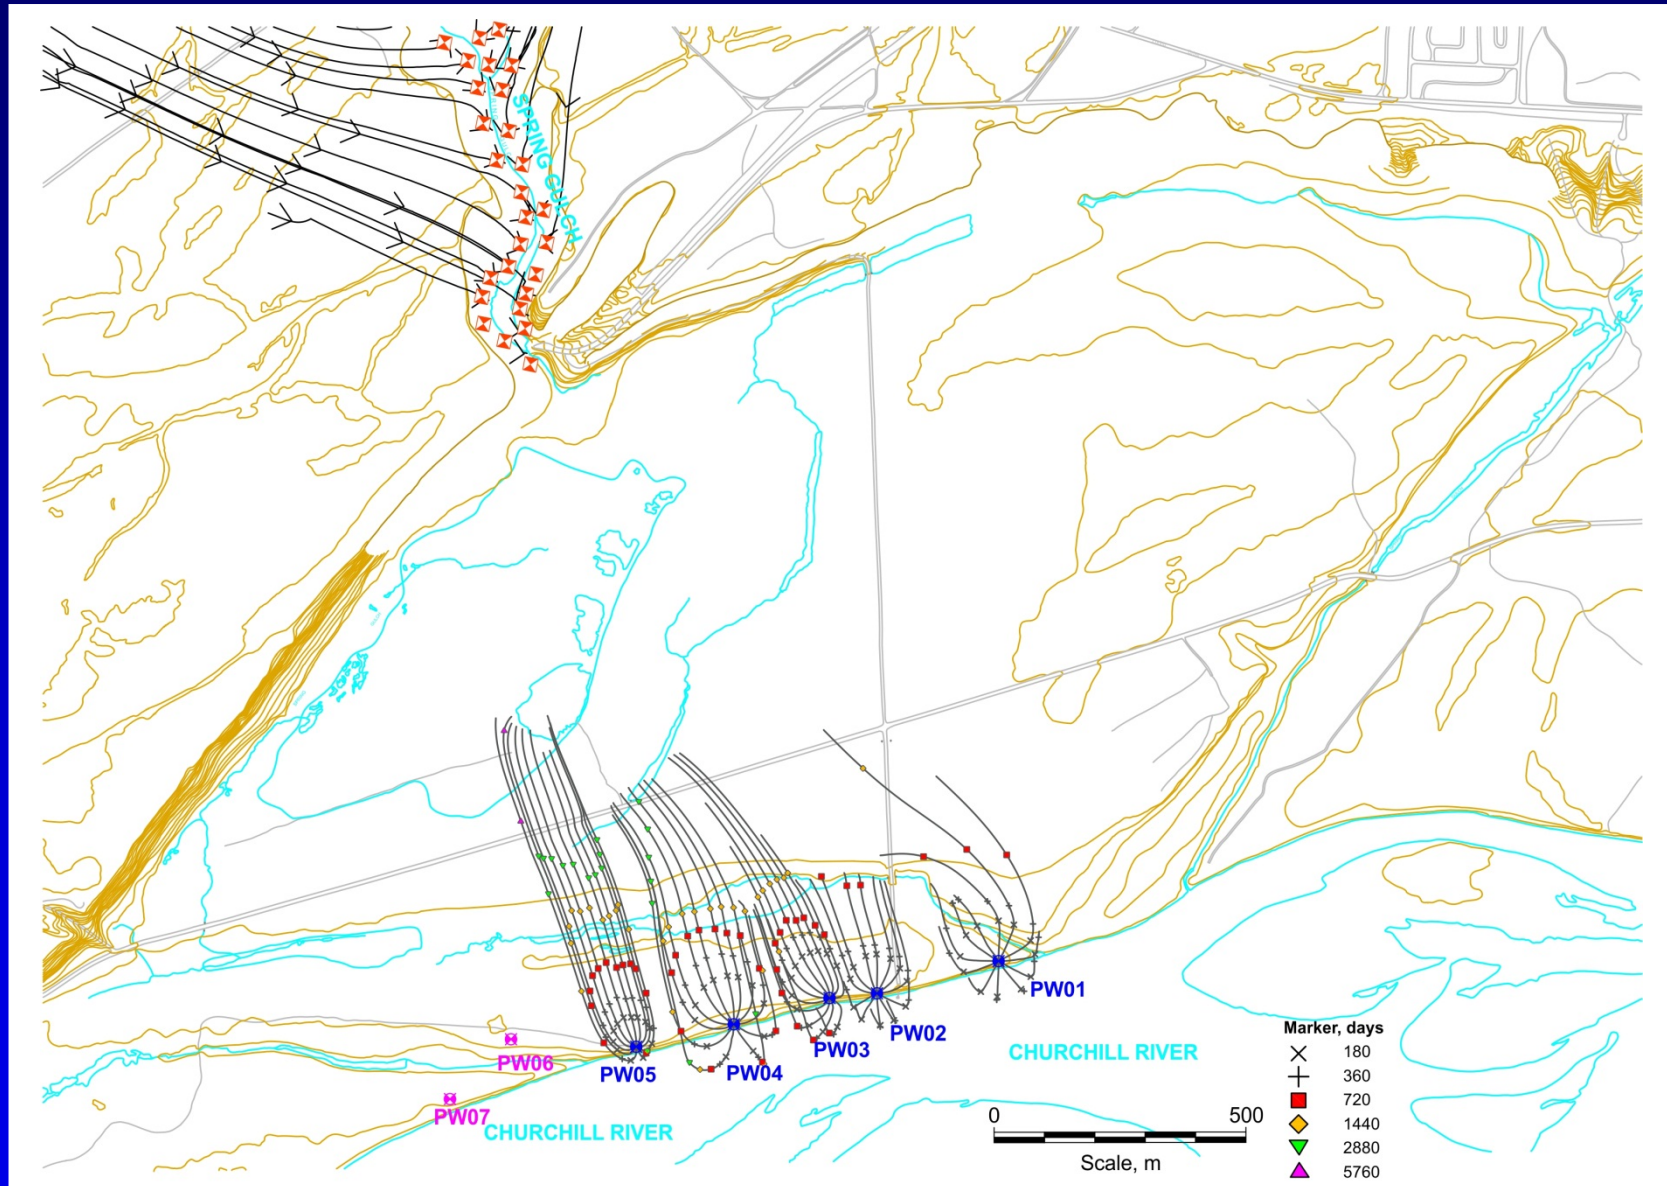 SPRING GULCH
PW01
PW02
PW03
PW04
PW05
PW06
PW07
CHURCHILL RIVER
CHURCHILL RIVER
0 500
Scale, m
Marker, days
180
360
720
1440
2880
5760